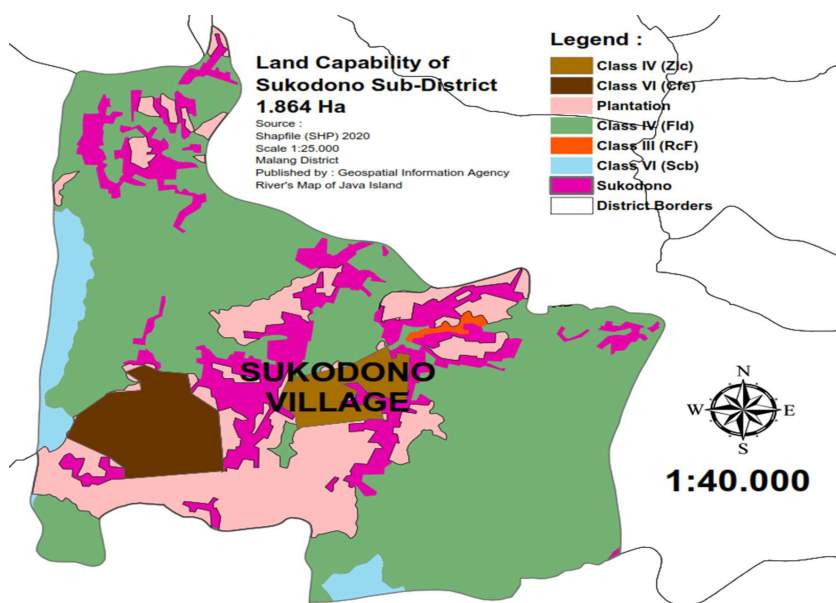 Land Capability of
Sukodono Sub-District
1.864 Ha
Source :
Shapfile (SHP) 2020
Scale 1:25.000
Malang District
Published by : Geospatial Information Agency
River's Map of Java Island
Legend :
Class IV (Zlc)
Class VI (Cfe)
Plantation
Class IV (Fld)
Class III (RcF)
Class VI (Scb)
Sukodono
District Borders
SUKODONO
VILLAGE
N
W E
S
1:40.000